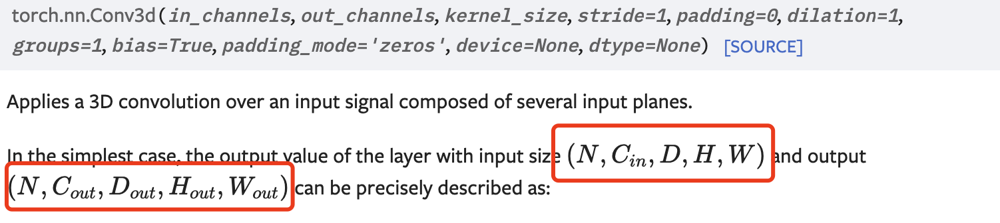 torch.nn.Conv3d(in_channels, out_channels, kernel_size, stride=1, padding=0, dilation=1,
groups=1, bias=True, padding_mode='zeros', device=None, dtype=None) [SOURCE]
Applies a 3D convolution over an input signal composed of several input planes.
In the simplest case, the output value of the layer with input size (N, C_{in}, D, H, W) and output
(N, C_{out}, D_{out}, H_{out}, W_{out}) can be precisely described as: